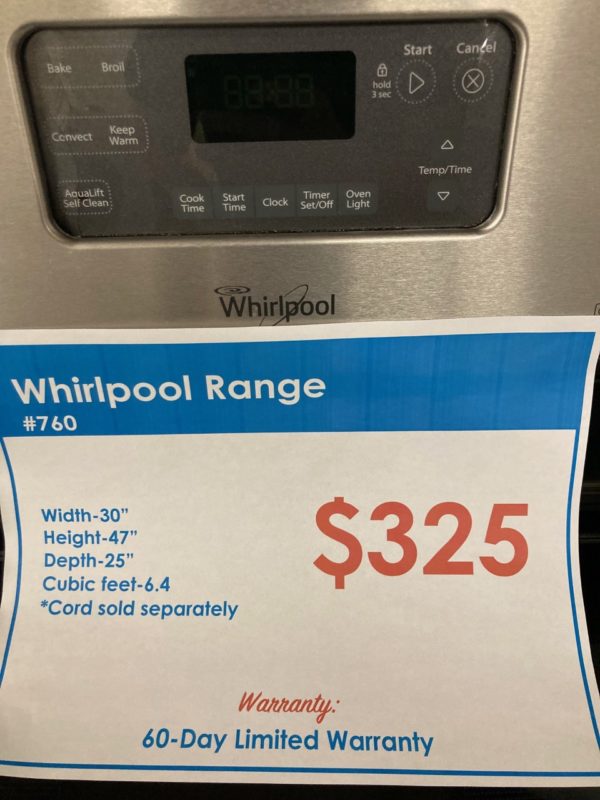 Start Cancel
Bake Broil
hold
3 sec
Convect Keep
Warm
Temp/Time
AquaLift
Self Clean
Cook
Time
Start
Time
Clock
Timer
Set/Off
Oven
Light
Whirlpool
Whirlpool Range
#760
$325
Width-30”
Height-47”
Depth-25”
Cubic feet-6.4
*Cord sold separately
Warranty:
60-Day Limited Warranty